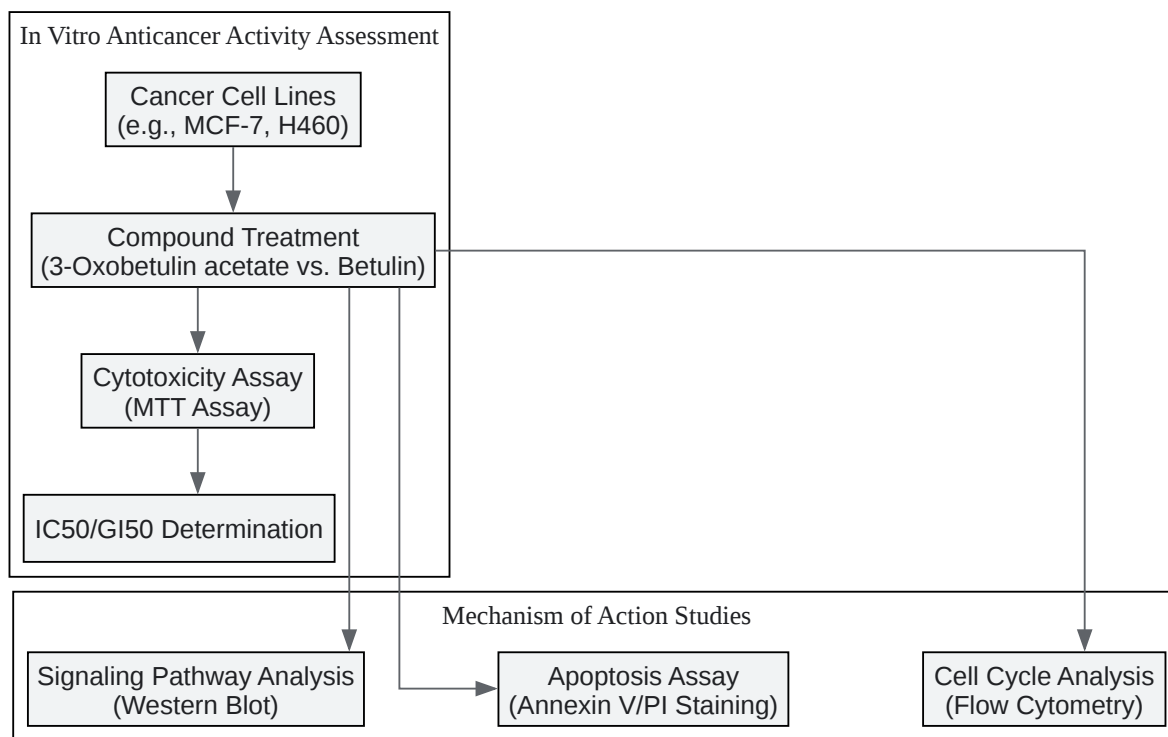 In Vitro Anticancer Activity Assessment
Cancer Cell Lines
(e.g., MCF-7, H460)
Compound Treatment
(3-Oxobetulin acetate vs. Betulin)
Cytotoxicity Assay
(MTT Assay)
IC50/GI50 Determination
Mechanism of Action Studies
Signaling Pathway Analysis
(Western Blot)
Apoptosis Assay
(Annexin V/PI Staining)
Cell Cycle Analysis
(Flow Cytometry)